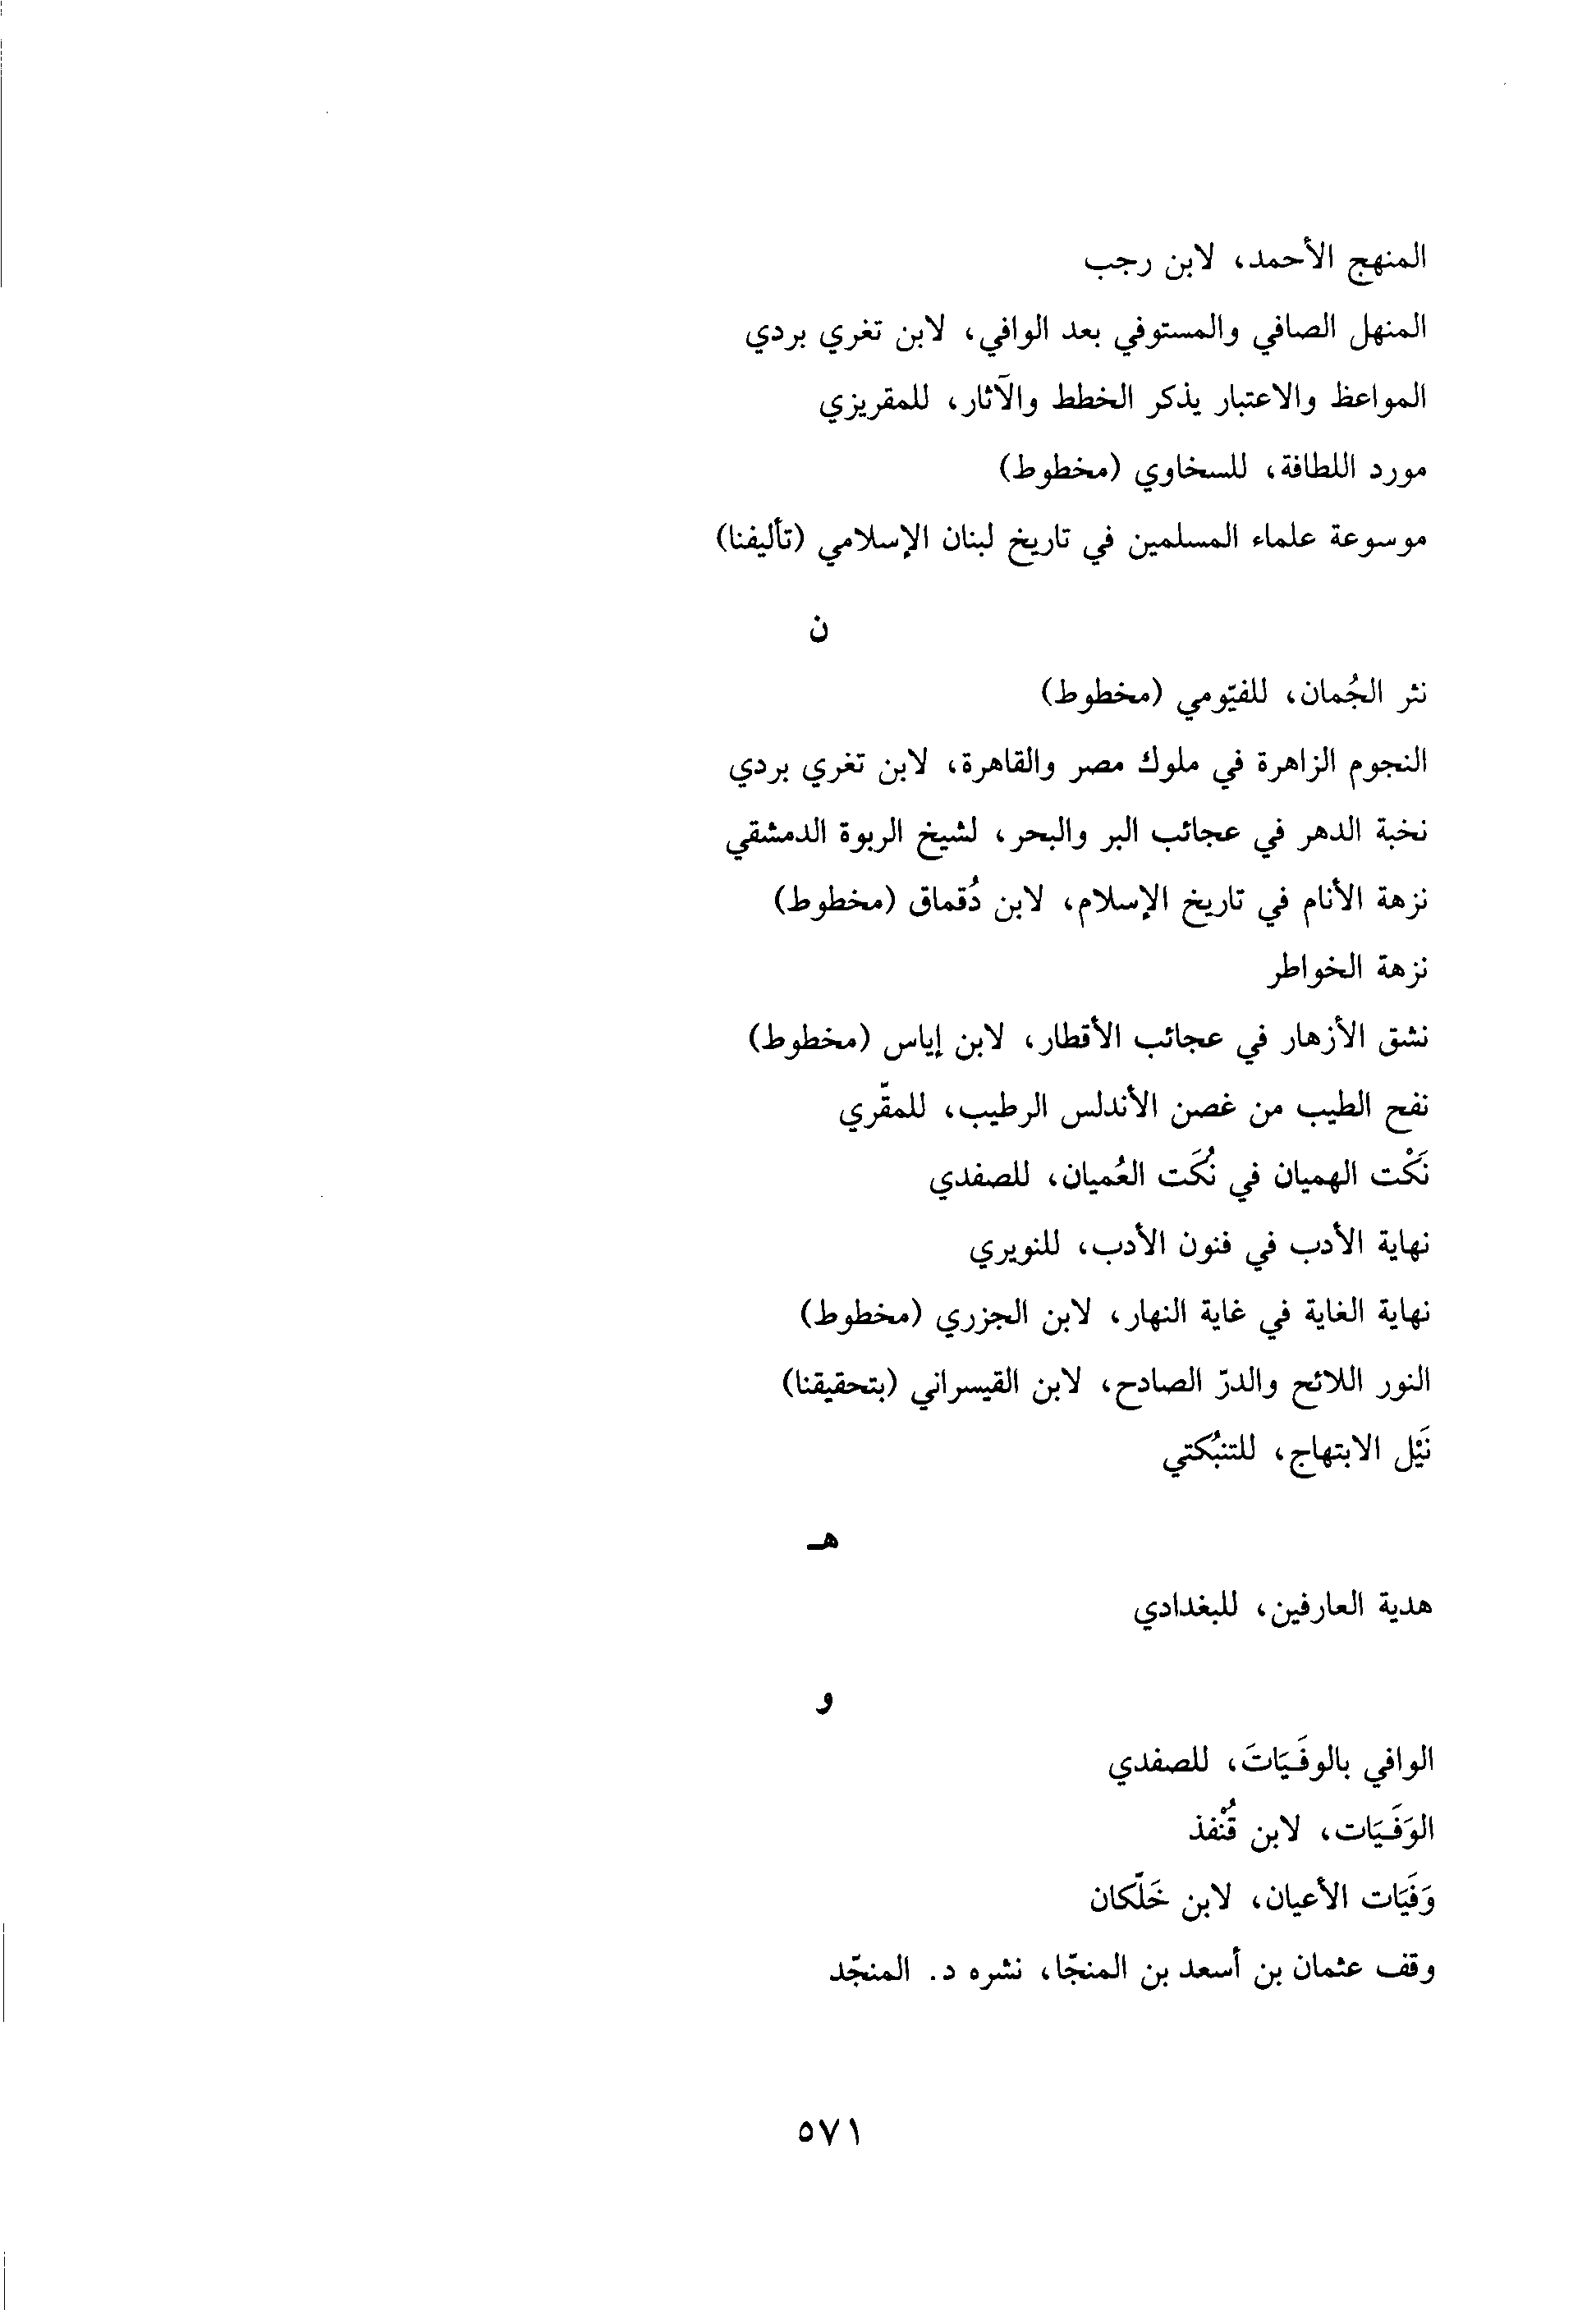 المنهج الأحمد، لابن رجب
المنهل الصافي والمستوفي بعد الوافي، لابن تغري بردي
المواعظ والاعتبار يذكر الخطط والآثار، للمقريزي
مورد اللطافة، للسخاوي (مخطوط)
موسوعة علماء المسلمين في تاريخ لبنان الإسلامي (تأليفنا)
ن
نثر الجُمان، للفيّومي (مخطوط)
النجوم الزاهرة في ملوك مصر والقاهرة، لابن تغري بردي
نخبة الدهر في عجائب البر والبحر، لشيخ الربوة الدمشقي
نزهة الأنام في تاريخ الإسلام، لابن دُقماق (مخطوط)
نزهة الخواطر
نشق الأزهار في عجائب الأقطار، لابن إياس (مخطوط)
نفح الطيب من غصن الأندلس الرطيب، للمقّري
نَكْت الهميان في نُكَت العُميان، للصفدي
نهاية الأدب في فنون الأدب، للنويري
نهاية الغاية في غاية النهار، لابن الجزري (مخطوط)
النور اللائح والدرّ الصادح، لابن القيسراني (بتحقيقنا)
نَيْل الابتهاج، للتنبُكتي
هـ
هدية العارفين، للبغدادي
و
الوافي بالوفَـيَاتَ، للصفدي
الوَفَـيَات، لابن قُنْفذ
وَفَيَات الأعيان، لابن خَلّكان
وقف عثمان بن أسعد بن المنجّا، نشره د. المنجّد
٥٧١